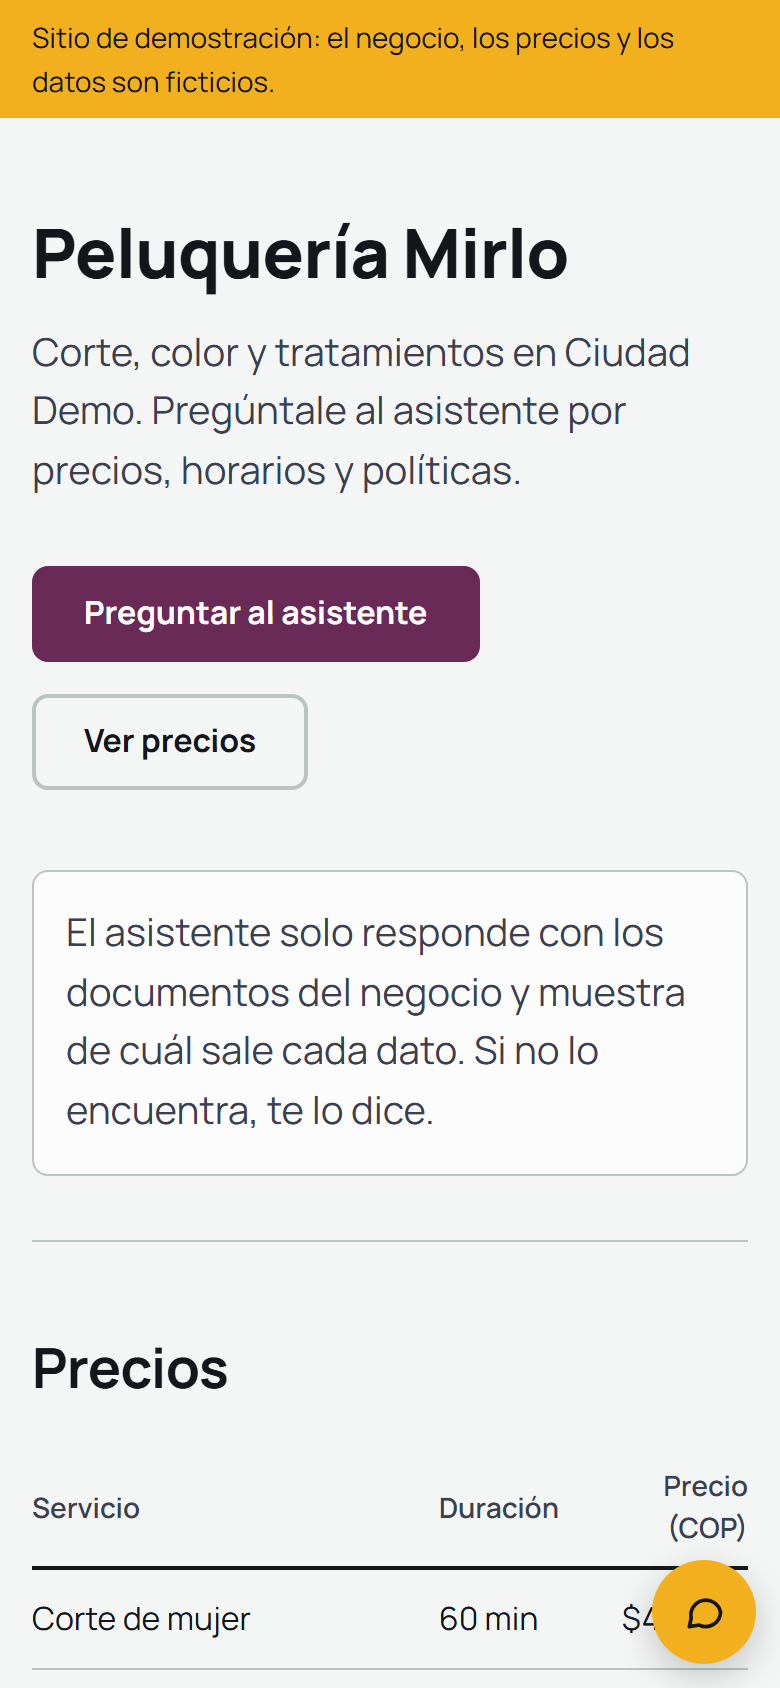 Sitio de demostración: el negocio, los precios y los
datos son ficticios.
Peluquería Mirlo
Corte, color y tratamientos en Ciudad
Demo. Pregúntale al asistente por
precios, horarios y políticas.
Preguntar al asistente
Ver precios
El asistente solo responde con los
documentos del negocio y muestra
de cuál sale cada dato. Si no lo
encuentra, te lo dice.
Precios
Servicio Duración Precio
(COP)
Corte de mujer 60 min